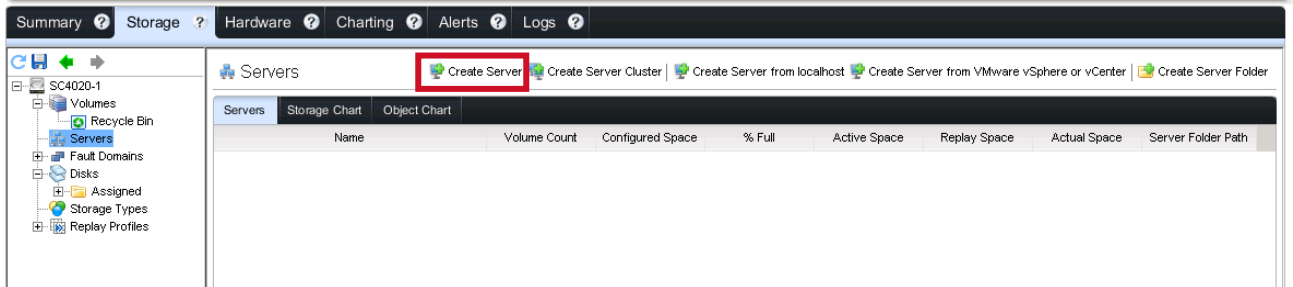 Summary ? Storage ? Hardware ? Charting ? Alerts ? Logs ?
SC4020-1
Volumes
Recycle Bin
Servers
Fault Domains
Disks
Assigned
Storage Types
Replay Profiles
Servers
Create Server Create Server Cluster Create Server from localhost Create Server from VMware vSphere or vCenter Create Server Folder
Servers Storage Chart Object Chart
Name Volume Count Configured Space % Full Active Space Replay Space Actual Space Server Folder Path